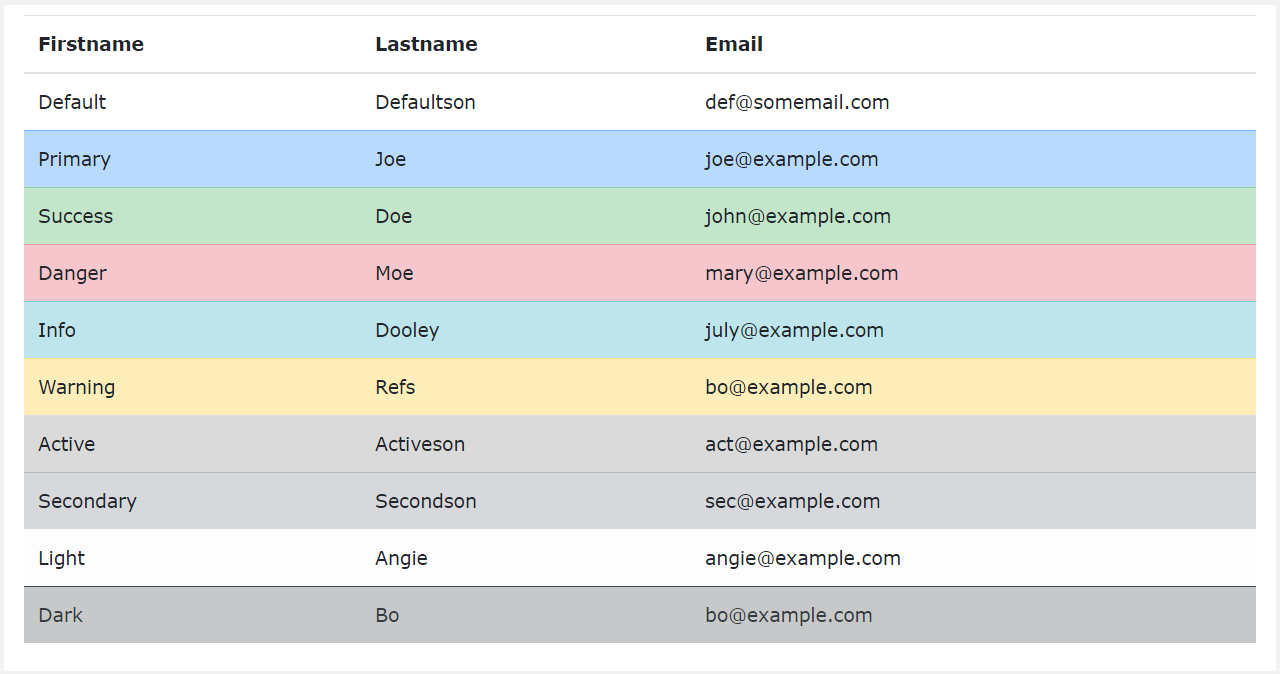 Firstname Lastname Email
Default Defaultson def@somemail.com
Primary Joe joe@example.com
Success Doe john@example.com
Danger Moe mary@example.com
Info Dooley july@example.com
Warning Refs bo@example.com
Active Activeson act@example.com
Secondary Secondson sec@example.com
Light Angie angie@example.com
Dark Bo bo@example.com